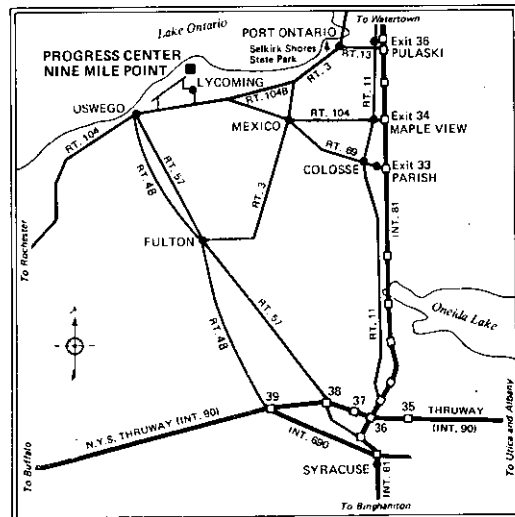 Lake Ontario
To Watertown
PORT ONTARIO
Selkirk Shores
State Park
Exit 36
PULASKI
RT. 13
PROGRESS CENTER
NINE MILE POINT
LYCOMING
RT. 3
RT. 104B
RT. 11
OSWEGO
RT. 104
MEXICO
RT. 104
Exit 34
MAPLE VIEW
RT. 69
COLOSSE
Exit 33
PARISH
RT. 57
RT. 48
RT. 3
INT. 81
To Rochester
FULTON
RT. 57
RT. 48
RT. 11
Oneida Lake
39
38
37
36
35
THRUWAY
(INT. 90)
N.Y.S. THRUWAY (INT. 90)
INT. 690
SYRACUSE
INT. 81
To Buffalo
To Utica and Albany
To Binghamton